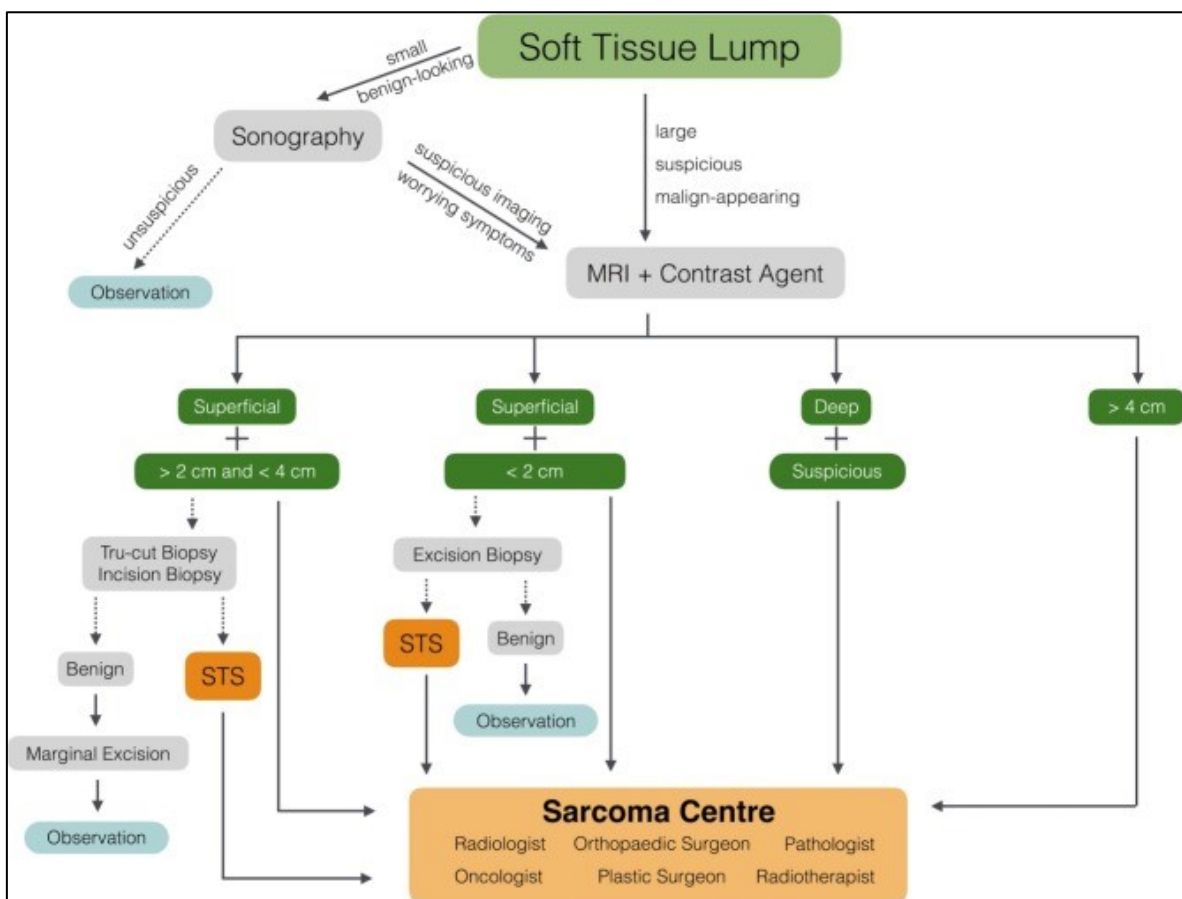 Soft Tissue Lump
small
benign-looking
Sonography
large
suspicious
malign-appearing
suspicious imaging
worrying symptoms
unsuspicious
Observation
MRI + Contrast Agent
Superficial
+
> 2 cm and < 4 cm
Superficial
+
< 2 cm
Deep
+
Suspicious
> 4 cm
Tru-cut Biopsy
Incision Biopsy
Benign
STS
Marginal Excision
Observation
Excision Biopsy
STS
Benign
Observation
Sarcoma Centre
Radiologist Orthopaedic Surgeon Pathologist
Oncologist Plastic Surgeon Radiotherapist